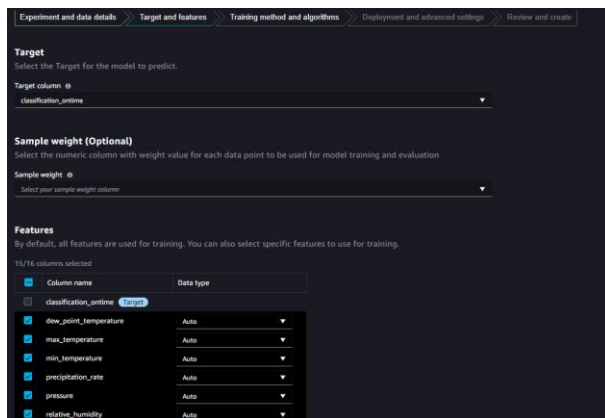 Experiment and data details Target and features Training method and algorithms Deployment and advanced settings Review and create
Target
Select the Target for the model to predict.
Target column
classification_ontime
Sample weight (Optional)
Select the numeric column with weight value for each data point to be used for model training and evaluation
Sample weight
Select your sample weight column
Features
By default, all features are used for training. You can also select specific features to use for training.
15/16 columns selected
Column name Data type
classification_ontime Target
dew_point_temperature Auto
max_temperature Auto
min_temperature Auto
precipitation_rate Auto
pressure Auto
relative_humidity Auto